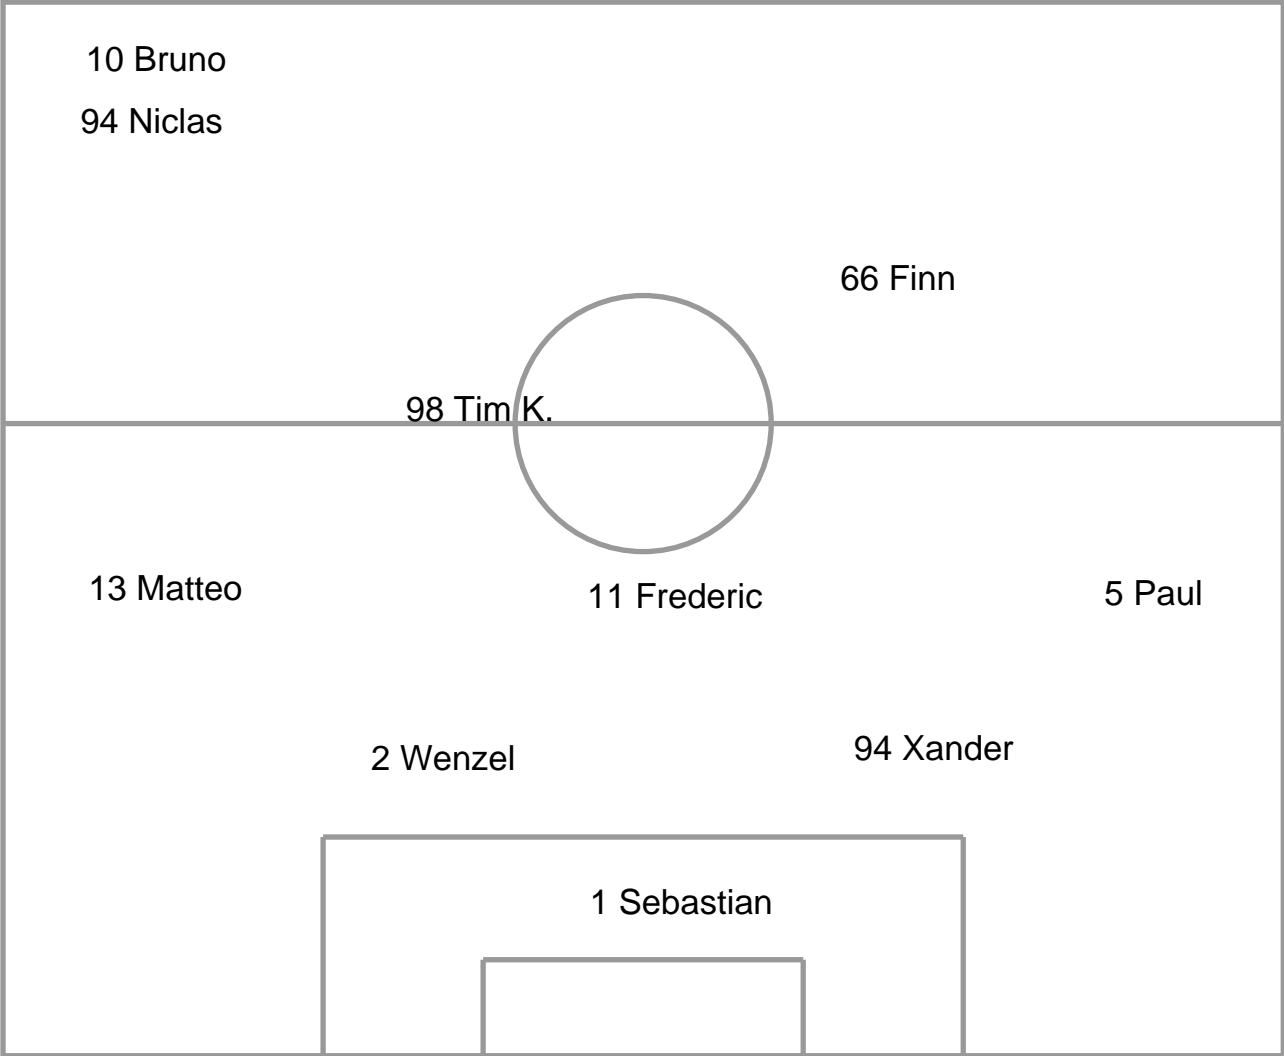 10 Bruno
94 Niclas
66 Finn
98 Tim K.
13 Matteo
11 Frederic
5 Paul
2 Wenzel
94 Xander
1 Sebastian